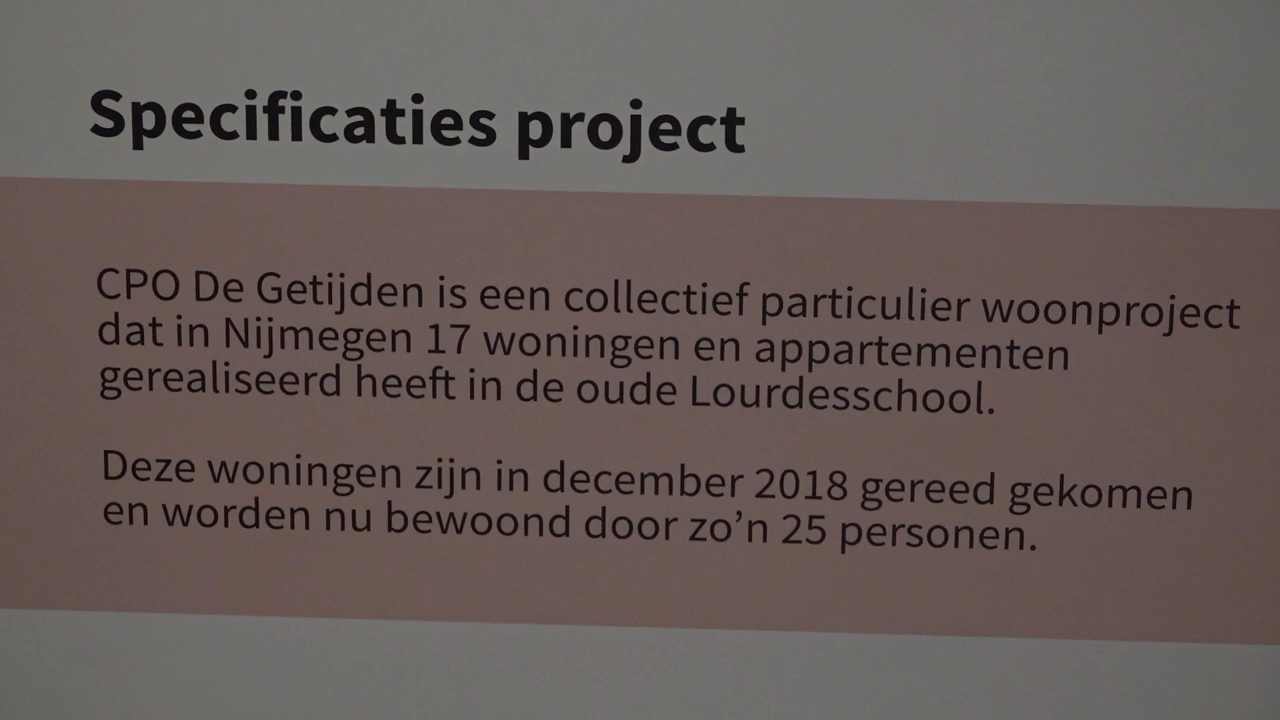 Specificaties project
CPO De Getijden is een collectief particulier woonproject
dat in Nijmegen 17 woningen en appartementen
gerealiseerd heeft in de oude Lourdesschool.
Deze woningen zijn in december 2018 gereed gekomen
en worden nu bewoond door zo’n 25 personen.